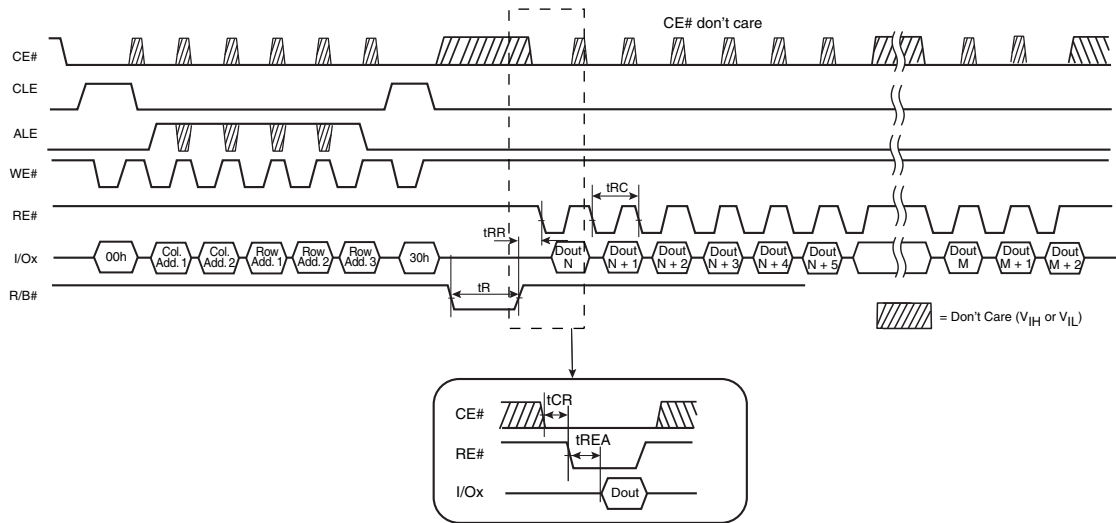 CE# don't care
CE#
CLE
ALE
WE#
tRC
RE#
tRR
I/Ox
00h
Col. Add. 1
Col. Add. 2
Row Add. 1
Row Add. 2
Row Add. 3
30h
Dout N
Dout N + 1
Dout N + 2
Dout N + 3
Dout N + 4
Dout N + 5
Dout M
Dout M + 1
Dout M + 2
tR
R/B#
= Don't Care (VIH or VIL)
tCR
CE#
tREA
RE#
I/Ox
Dout